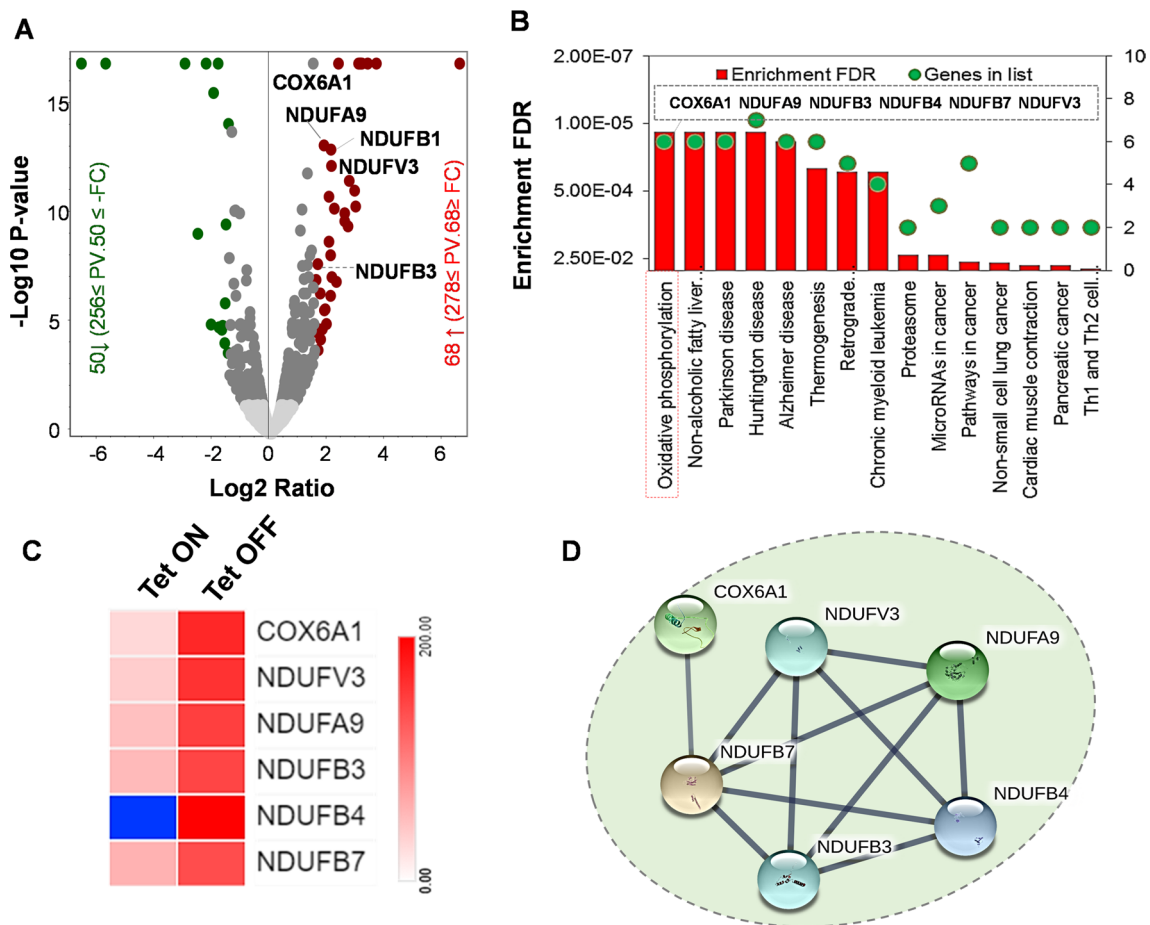 A
COX6A1
NDUFA9
NDUFB1
NDUFV3
NDUFB3
-Log10 P-value
50↓ (256≤ PV.50 ≤ -FC)
68 ↑ (278≤ PV.68≥ FC)
15
10
5
0
-6 -4 -2 0 2 4 6
Log2 Ratio
B
Enrichment FDR
2.00E-07
1.00E-05
5.00E-04
2.50E-02
Enrichment FDR Genes in list
COX6A1 NDUFA9 NDUFB3 NDUFB4 NDUFB7 NDUFV3
10
8
6
4
2
0
Oxidative phosphorylation
Non-alcoholic fatty liver..
Parkinson disease
Huntington disease
Alzheimer disease
Thermogenesis
Retrograde..
Chronic myeloid leukemia
Proteasome
MicroRNAs in cancer
Pathways in cancer
Non-small cell lung cancer
Cardiac muscle contraction
Pancreatic cancer
Th1 and Th2 cell..
C
Tet ON
Tet OFF
COX6A1
NDUFV3
NDUFA9
NDUFB3
NDUFB4
NDUFB7
200.00
0.00
D
COX6A1
NDUFV3
NDUFA9
NDUFB7
NDUFB4
NDUFB3